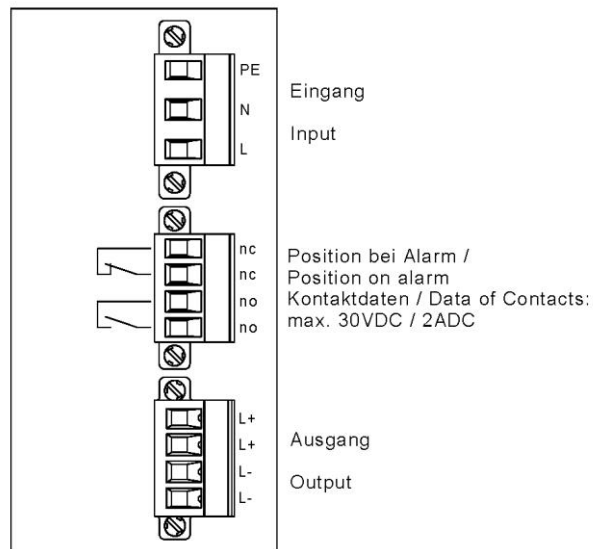 PE
Eingang
N
Input
L
nc
Position bei Alarm /
nc
Position on alarm
no
Kontaktdaten / Data of Contacts:
no
max. 30VDC / 2ADC
L+
L+
Ausgang
L-
Output
L-